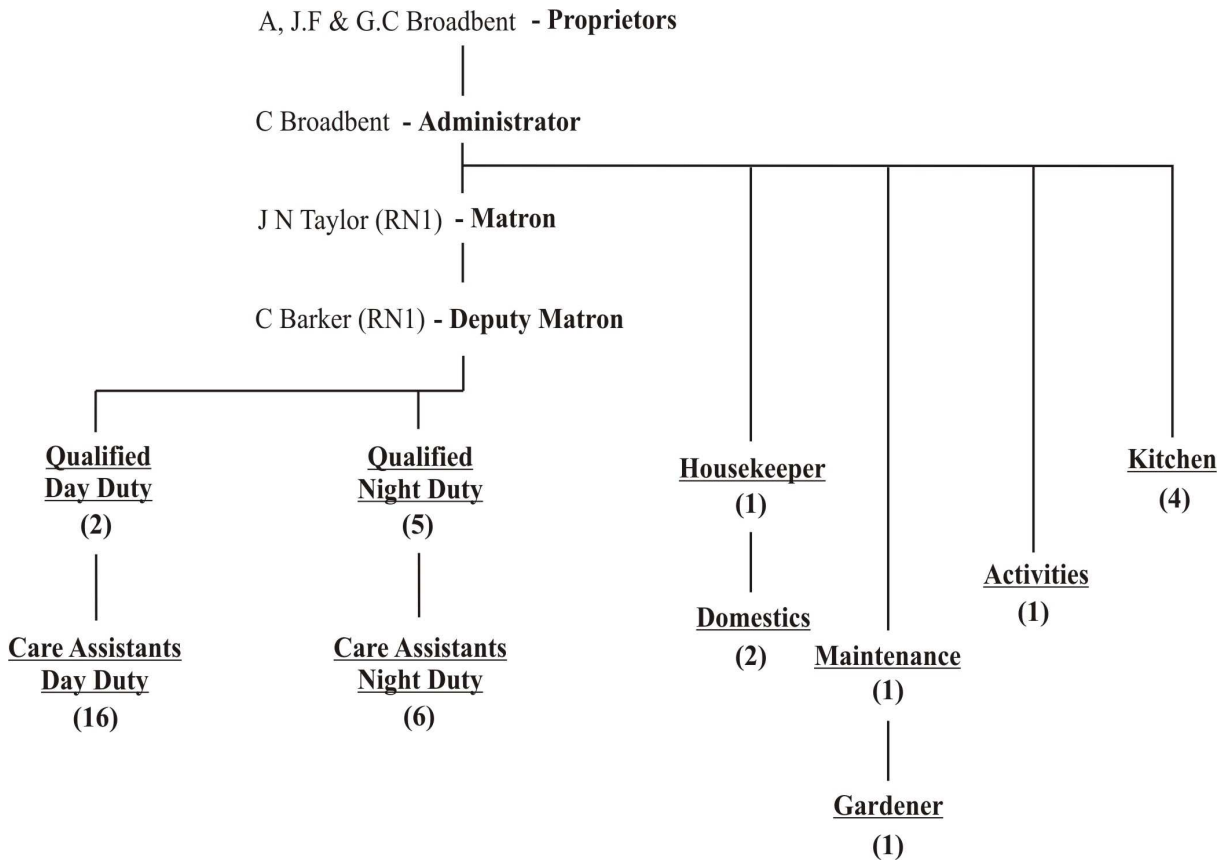 A, J.F & G.C Broadbent - Proprietors
C Broadbent - Administrator
J N Taylor (RN1) - Matron
C Barker (RN1) - Deputy Matron
Qualified
Day Duty
(2)
Qualified
Night Duty
(5)
Housekeeper
(1)
Kitchen
(4)
Care Assistants
Day Duty
(16)
Care Assistants
Night Duty
(6)
Domestics
(2)
Maintenance
(1)
Activities
(1)
Gardener
(1)